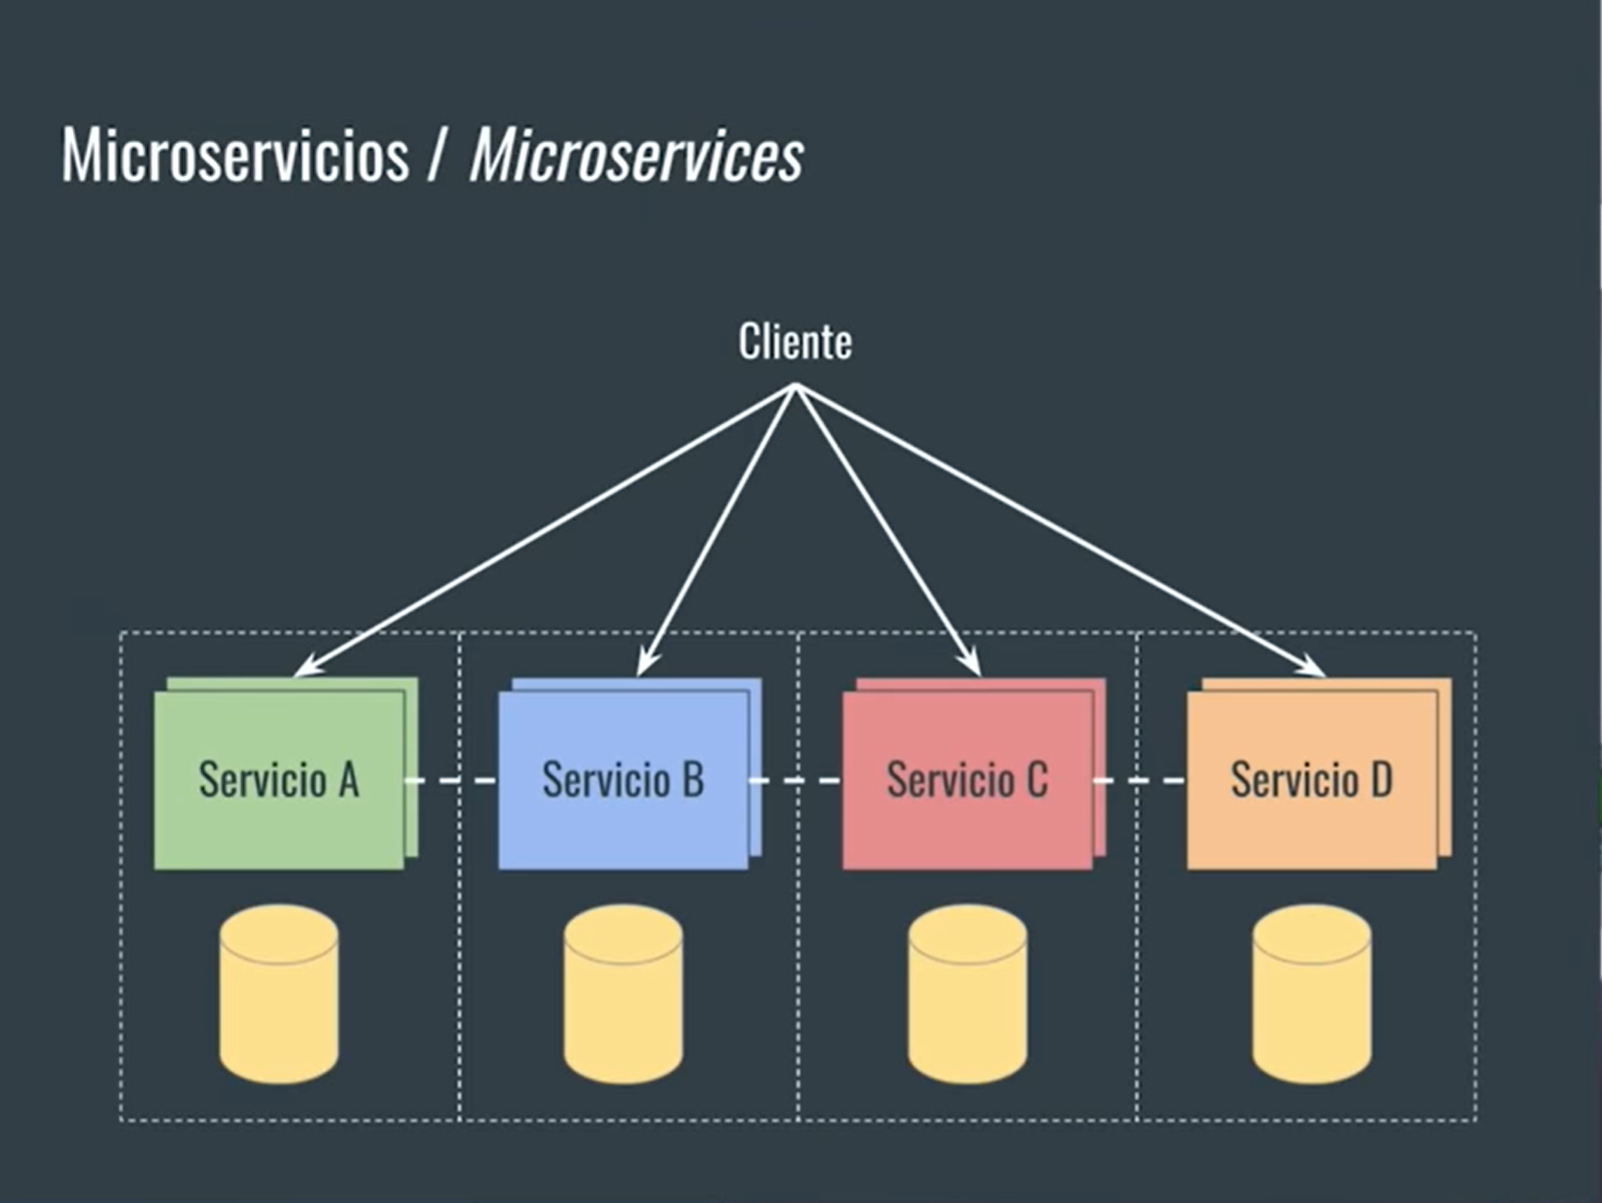 Microservicios / Microservices
Cliente
Servicio A
Servicio B
Servicio C
Servicio D